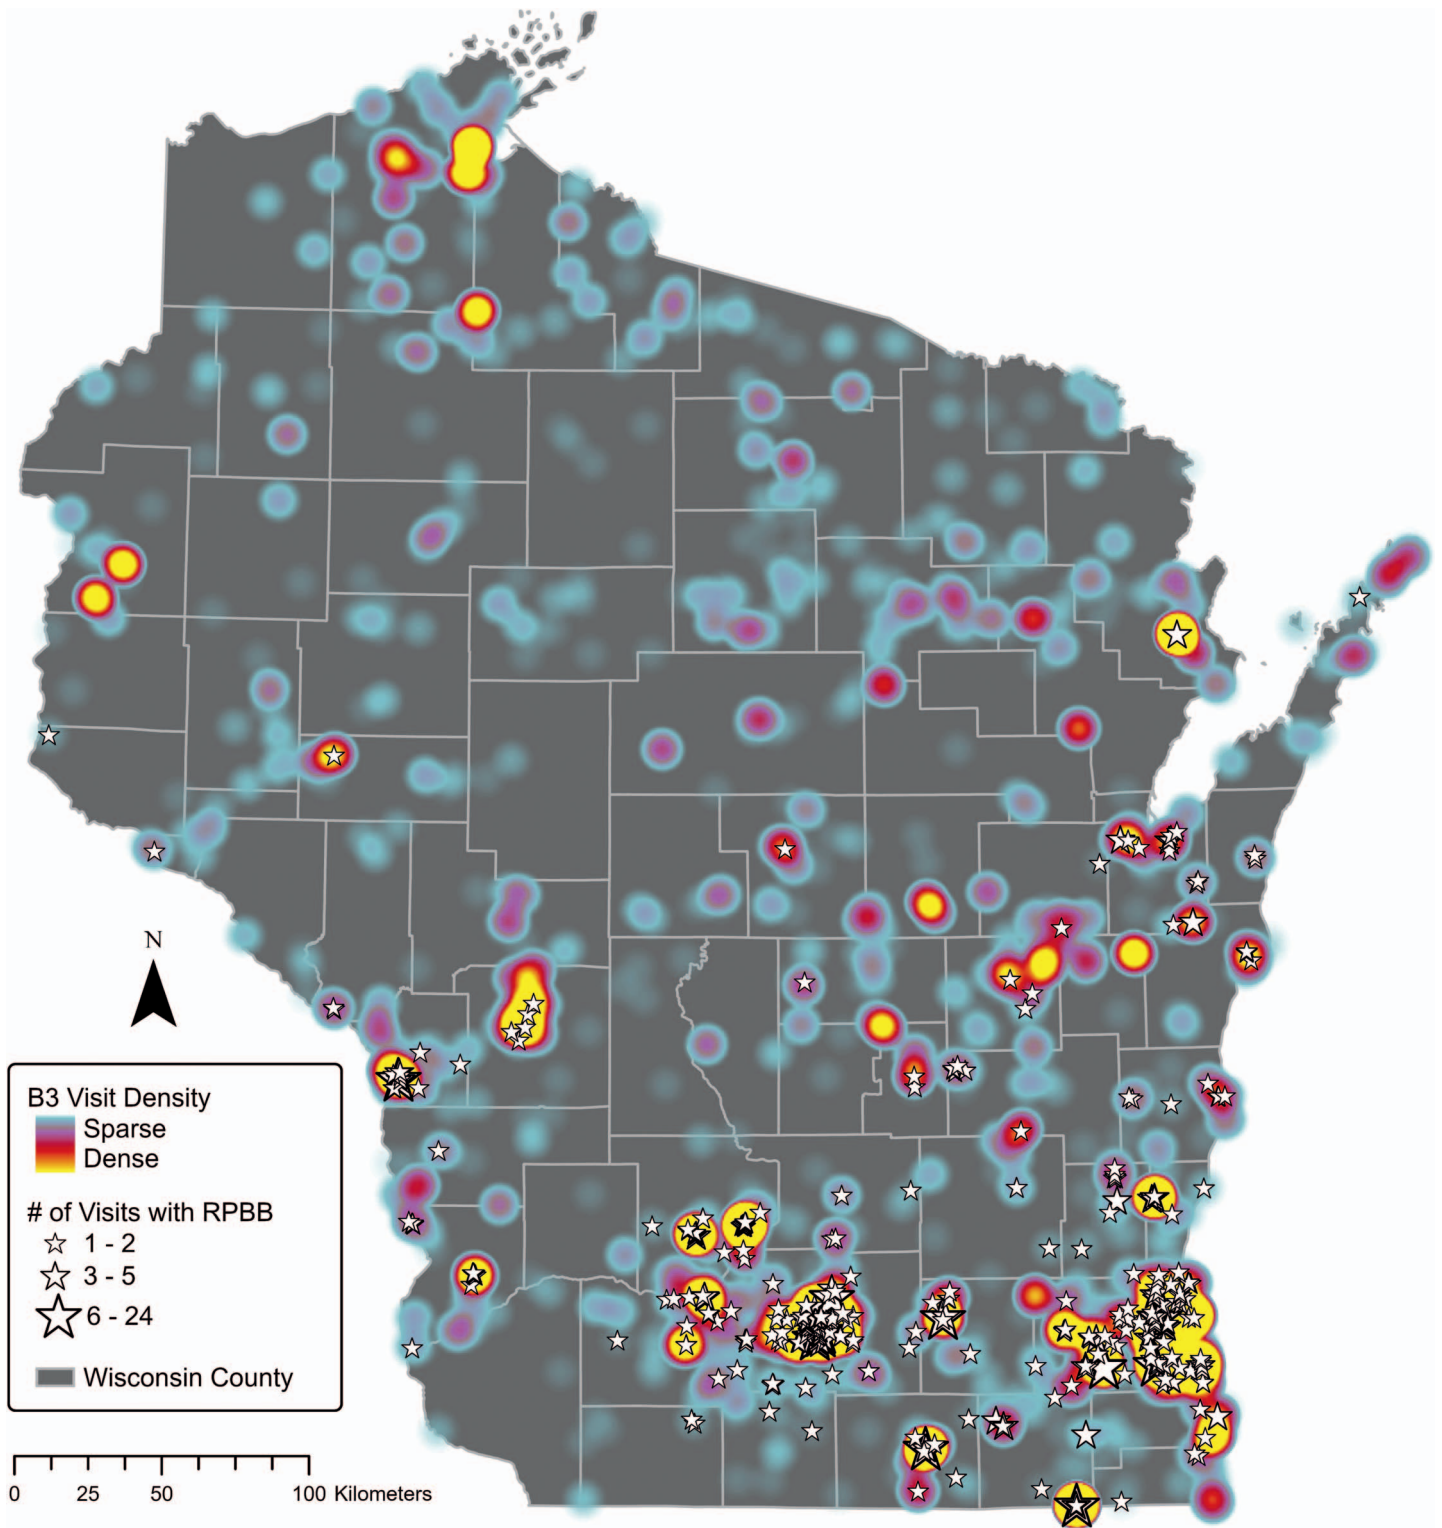 N
B3 Visit Density
Sparse
Dense
# of Visits with RPBB
1 - 2
3 - 5
6 - 24
Wisconsin County
0 25 50 100 Kilometers